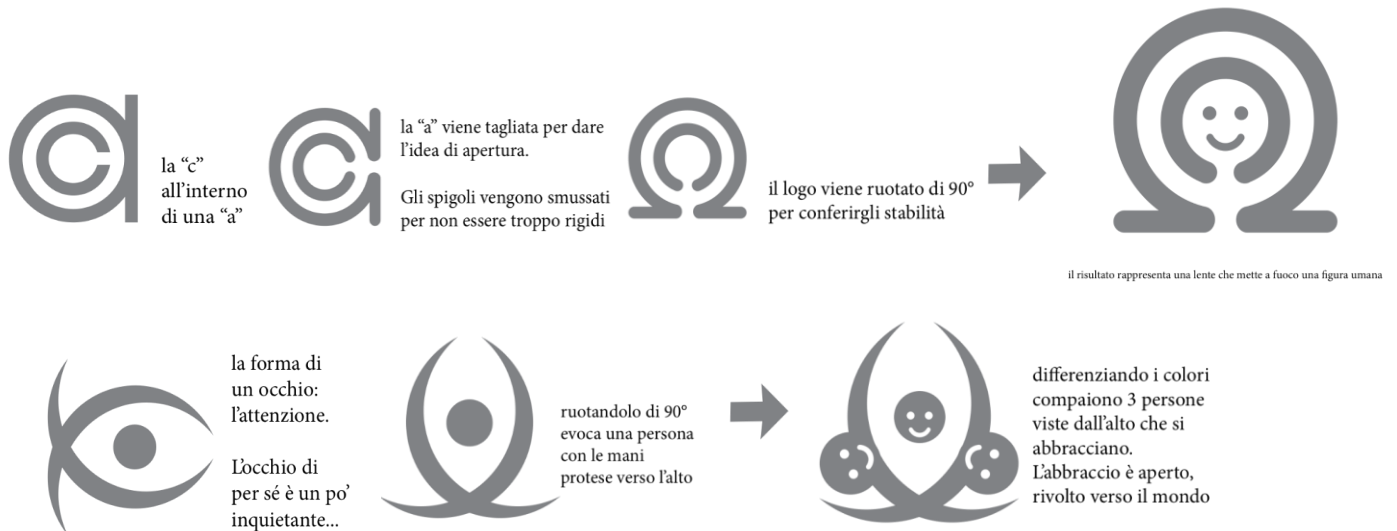 la “c”
all’interno
di una “a”
la “a” viene tagliata per dare
l’idea di apertura.
Gli spigoli vengono smussati
per non essere troppo rigidi
il logo viene ruotato di 90°
per conferirgli stabilità
il risultato rappresenta una lente che mette a fuoco una figura umana
la forma di
un occhio:
l’attenzione.
L’occhio di
per sé è un po’
inquietante...
ruotandolo di 90°
evoca una persona
con le mani
protese verso l’alto
differenziando i colori
compaiono 3 persone
viste dall’alto che si
abbracciano.
L’abbraccio è aperto,
rivolto verso il mondo